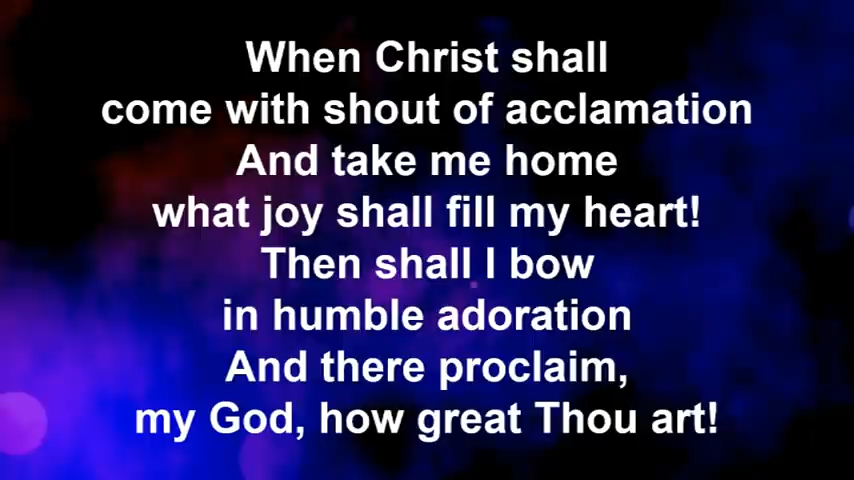 When Christ shall
come with shout of acclamation
And take me home
what joy shall fill my heart!
Then shall I bow
in humble adoration
And there proclaim,
my God, how great Thou art!